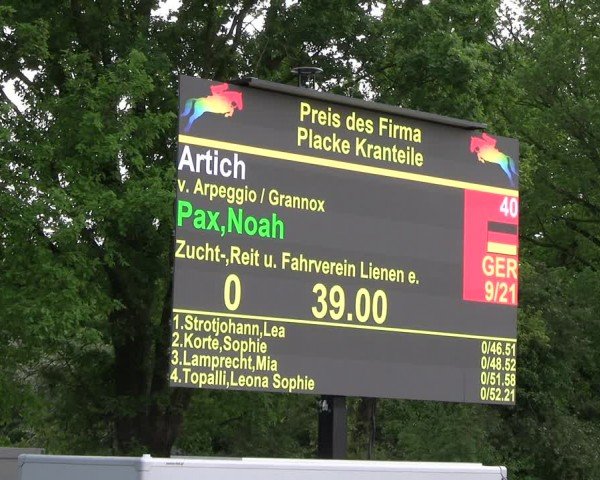 Preis des Firma
Placke Kranteile
Artich
v. Arpeggio / Grannox
40
Pax,Noah
Zucht-,Reit u. Fahrverein Lienen e.
GER
0 39.00
9/21
1.Strotjohann,Lea 0/46.51
2.Korte,Sophie 0/48.52
3.Lamprecht,Mia 0/51.58
4.Topalli,Leona Sophie 0/52.21